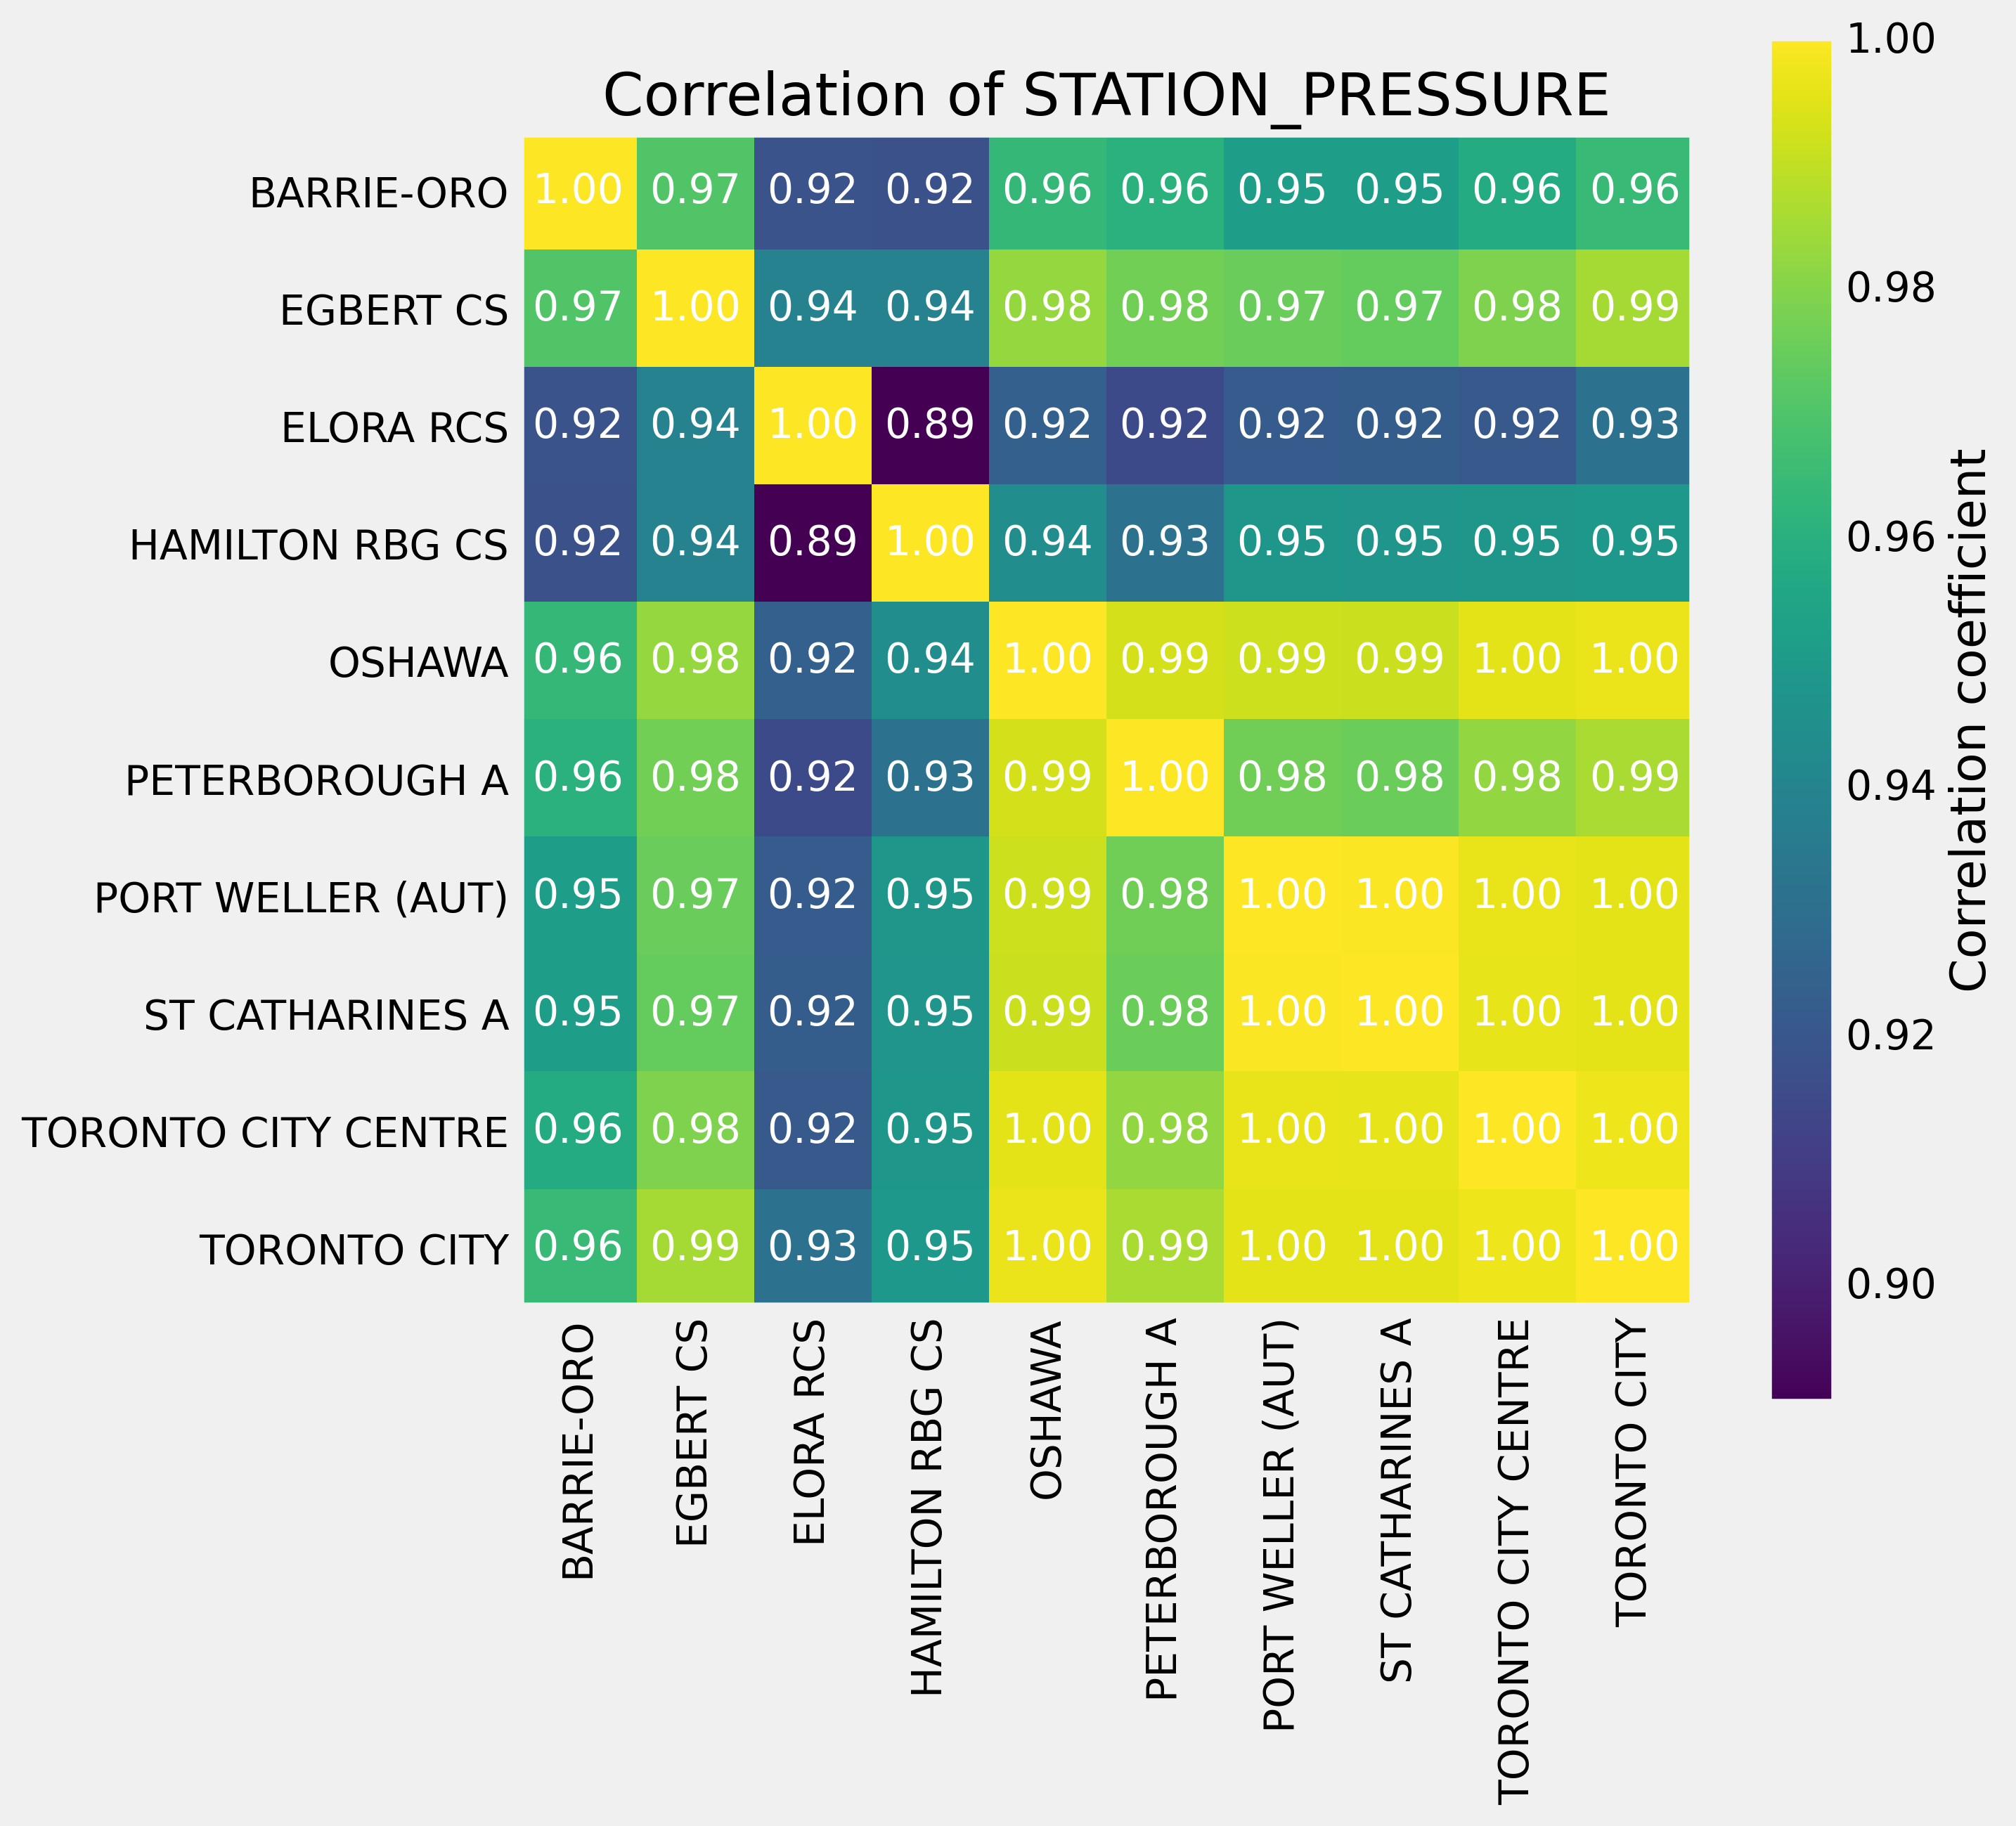 Correlation of STATION_PRESSURE
BARRIE-ORO 1.00 0.97 0.92 0.92 0.96 0.96 0.95 0.95 0.96 0.96
EGBERT CS 0.97 1.00 0.94 0.94 0.98 0.98 0.97 0.97 0.98 0.99
ELORA RCS 0.92 0.94 1.00 0.89 0.92 0.92 0.92 0.92 0.92 0.93
HAMILTON RBG CS 0.92 0.94 0.89 1.00 0.94 0.93 0.95 0.95 0.95 0.95
OSHAWA 0.96 0.98 0.92 0.94 1.00 0.99 0.99 0.99 1.00 1.00
PETERBOROUGH A 0.96 0.98 0.92 0.93 0.99 1.00 0.98 0.98 0.98 0.99
PORT WELLER (AUT) 0.95 0.97 0.92 0.95 0.99 0.98 1.00 1.00 1.00 1.00
ST CATHARINES A 0.95 0.97 0.92 0.95 0.99 0.98 1.00 1.00 1.00 1.00
TORONTO CITY CENTRE 0.96 0.98 0.92 0.95 1.00 0.98 1.00 1.00 1.00 1.00
TORONTO CITY 0.96 0.99 0.93 0.95 1.00 0.99 1.00 1.00 1.00 1.00
BARRIE-ORO
EGBERT CS
ELORA RCS
HAMILTON RBG CS
OSHAWA
PETERBOROUGH A
PORT WELLER (AUT)
ST CATHARINES A
TORONTO CITY CENTRE
TORONTO CITY
1.00
0.98
0.96
0.94
0.92
0.90
Correlation coefficient